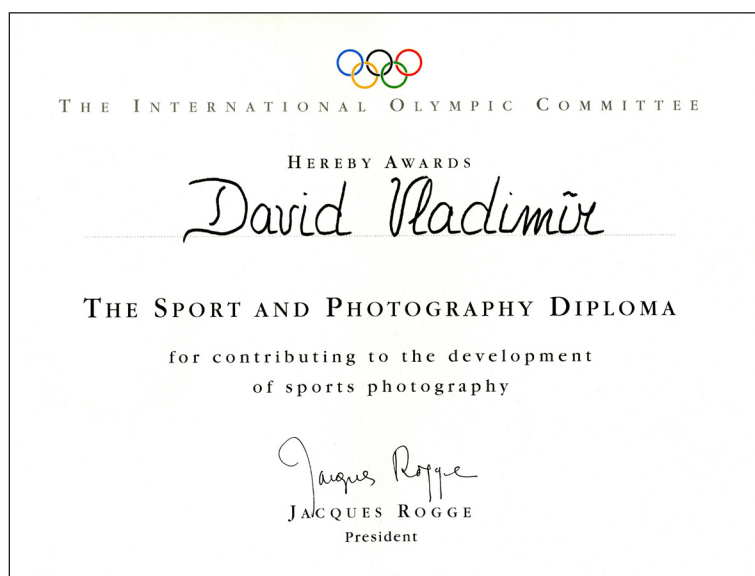 THE INTERNATIONAL OLYMPIC COMMITTEE
HEREBY AWARDS
David Vladimir
THE SPORT AND PHOTOGRAPHY DIPLOMA
for contributing to the development
of sports photography
Jacques Rogge
JACQUES ROGGE
President